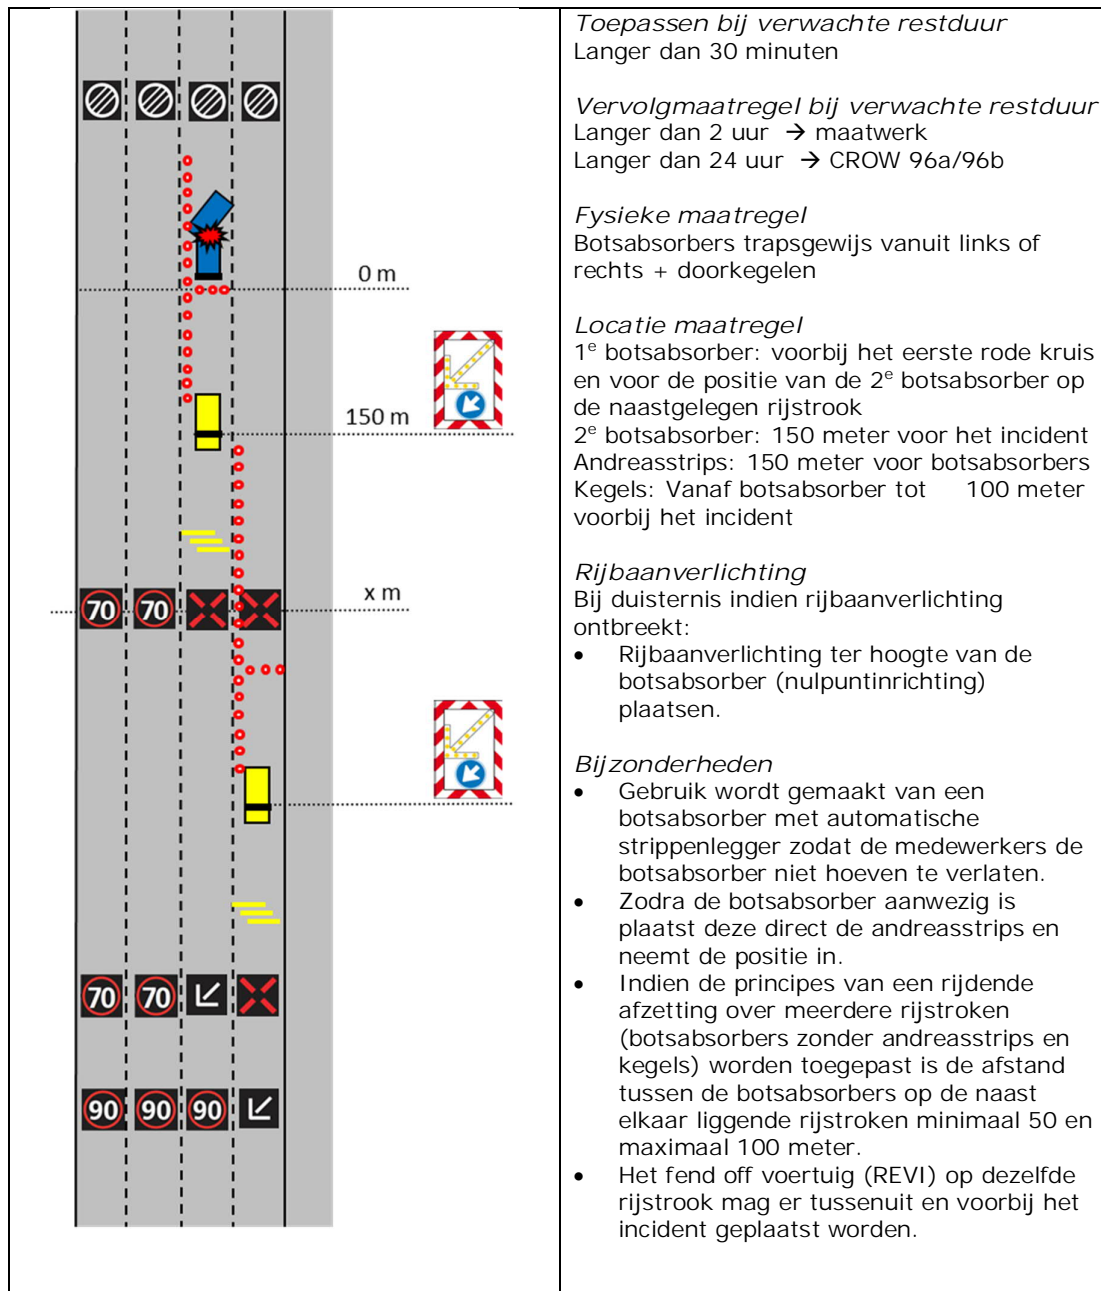 0 m
150 m
70 70
x m
70 70
90 90 90
Toepassen bij verwachte restduur
Langer dan 30 minuten
Vervolgmaatregel bij verwachte restduur
Langer dan 2 uur → maatwerk
Langer dan 24 uur → CROW 96a/96b
Fysieke maatregel
Botsabsorbers trapsgewijs vanuit links of
rechts + doorkegelen
Locatie maatregel
1e botsabsorber: voorbij het eerste rode kruis
en voor de positie van de 2e botsabsorber op
de naastgelegen rijstrook
2e botsabsorber: 150 meter voor het incident
Andreasstrips: 150 meter voor botsabsorbers
Kegels: Vanaf botsabsorber tot 100 meter
voorbij het incident
Rijbaanverlichting
Bij duisternis indien rijbaanverlichting
ontbreekt:
• Rijbaanverlichting ter hoogte van de
botsabsorber (nulpuntinrichting)
plaatsen.
Bijzonderheden
• Gebruik wordt gemaakt van een
botsabsorber met automatische
strippenlegger zodat de medewerkers de
botsabsorber niet hoeven te verlaten.
• Zodra de botsabsorber aanwezig is
plaatst deze direct de andreasstrips en
neemt de positie in.
• Indien de principes van een rijdende
afzetting over meerdere rijstroken
(botsabsorbers zonder andreasstrips en
kegels) worden toegepast is de afstand
tussen de botsabsorbers op de naast
elkaar liggende rijstroken minimaal 50 en
maximaal 100 meter.
• Het fend off voertuig (REVI) op dezelfde
rijstrook mag er tussenuit en voorbij het
incident geplaatst worden.